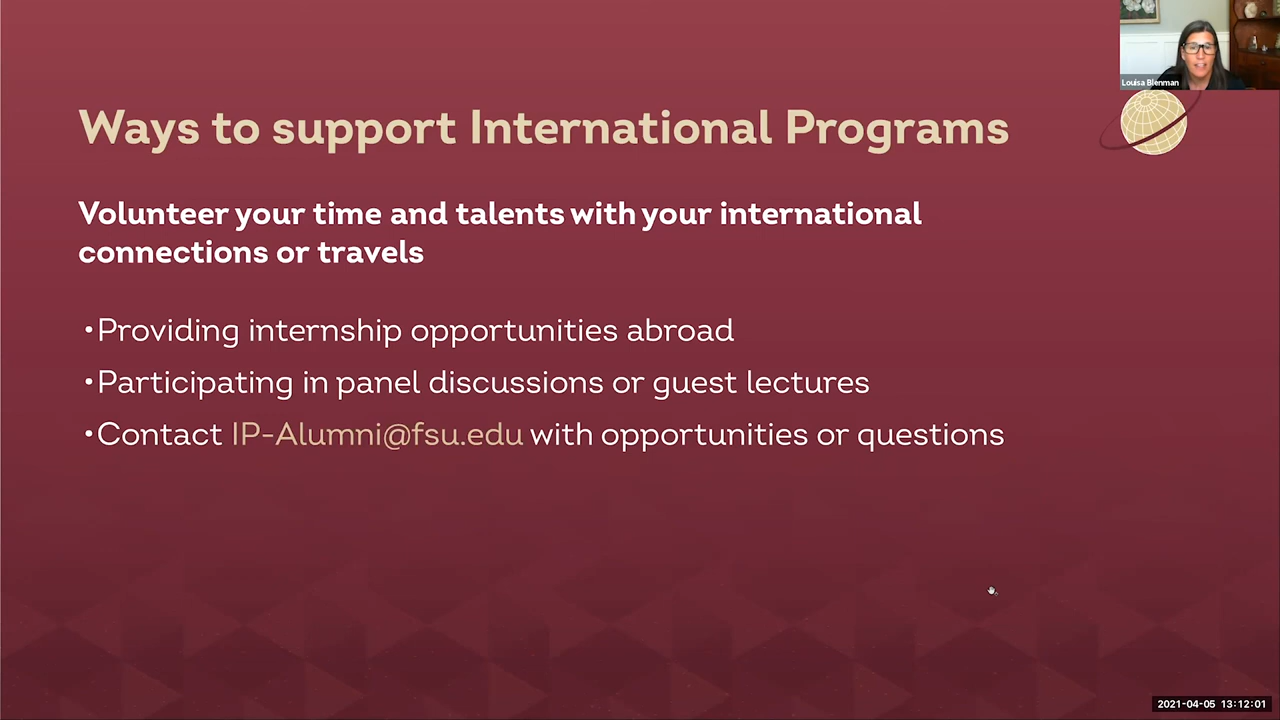 Louisa Blenman
Ways to support International Programs
Volunteer your time and talents with your international
connections or travels
•Providing internship opportunities abroad
•Participating in panel discussions or guest lectures
•Contact IP-Alumni@fsu.edu with opportunities or questions
2021-04-05 13:12:01